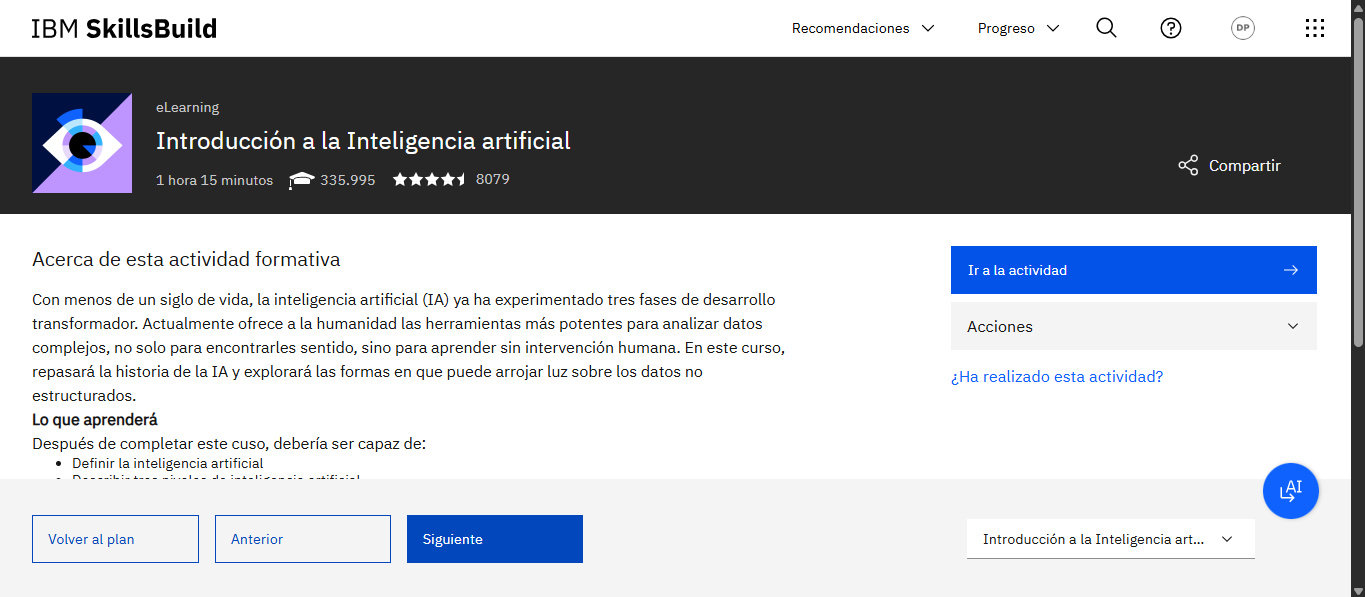 IBM SkillsBuild
Recomendaciones
Progreso
DP
eLearning
Introducción a la Inteligencia artificial
1 hora 15 minutos
335.995
8079
Compartir
Acerca de esta actividad formativa
Con menos de un siglo de vida, la inteligencia artificial (IA) ya ha experimentado tres fases de desarrollo
transformador. Actualmente ofrece a la humanidad las herramientas más potentes para analizar datos
complejos, no solo para encontrarles sentido, sino para aprender sin intervención humana. En este curso,
repasará la historia de la IA y explorará las formas en que puede arrojar luz sobre los datos no
estructurados.
Lo que aprenderá
Después de completar este cuso, debería ser capaz de:
Definir la inteligencia artificial
Describir tres niveles de inteligencia artificial
Ir a la actividad
Acciones
¿Ha realizado esta actividad?
AI
Volver al plan
Anterior
Siguiente
Introducción a la Inteligencia art...